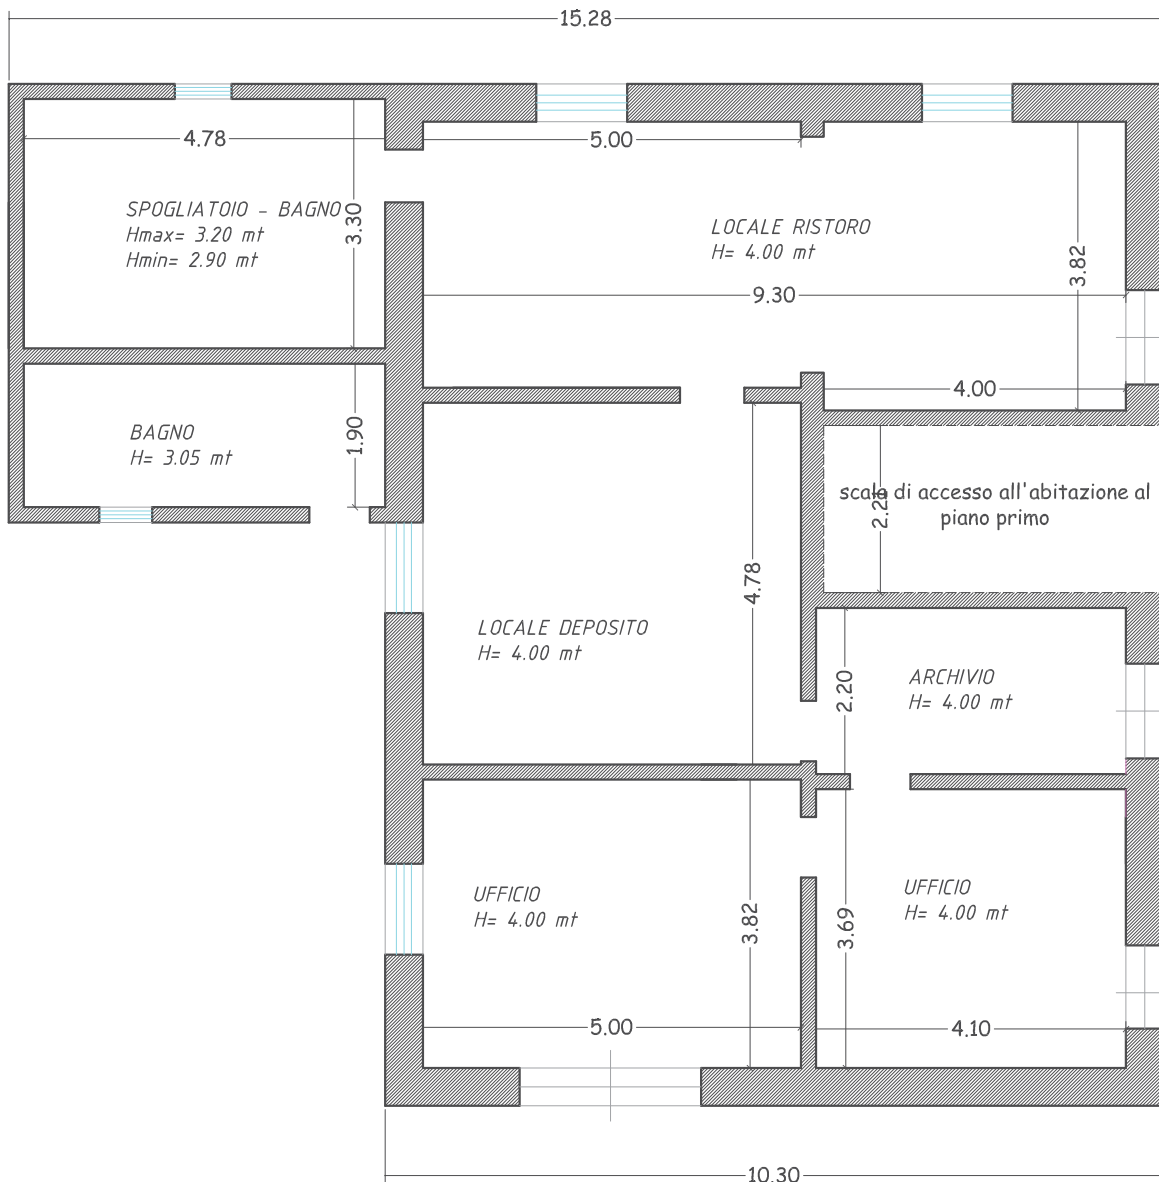 15.28
4.78
5.00
SPOGLIATOIO - BAGNO
Hmax= 3.20 mt
Hmin= 2.90 mt
3.30
LOCALE RISTORO
H= 4.00 mt
3.82
9.30
4.00
BAGNO
H= 3.05 mt
1.90
scala di accesso all'abitazione al
piano primo
4.78
LOCALE DEPOSITO
H= 4.00 mt
2.20
ARCHIVIO
H= 4.00 mt
UFFICIO
H= 4.00 mt
3.82
3.69
UFFICIO
H= 4.00 mt
5.00
4.10
10.30